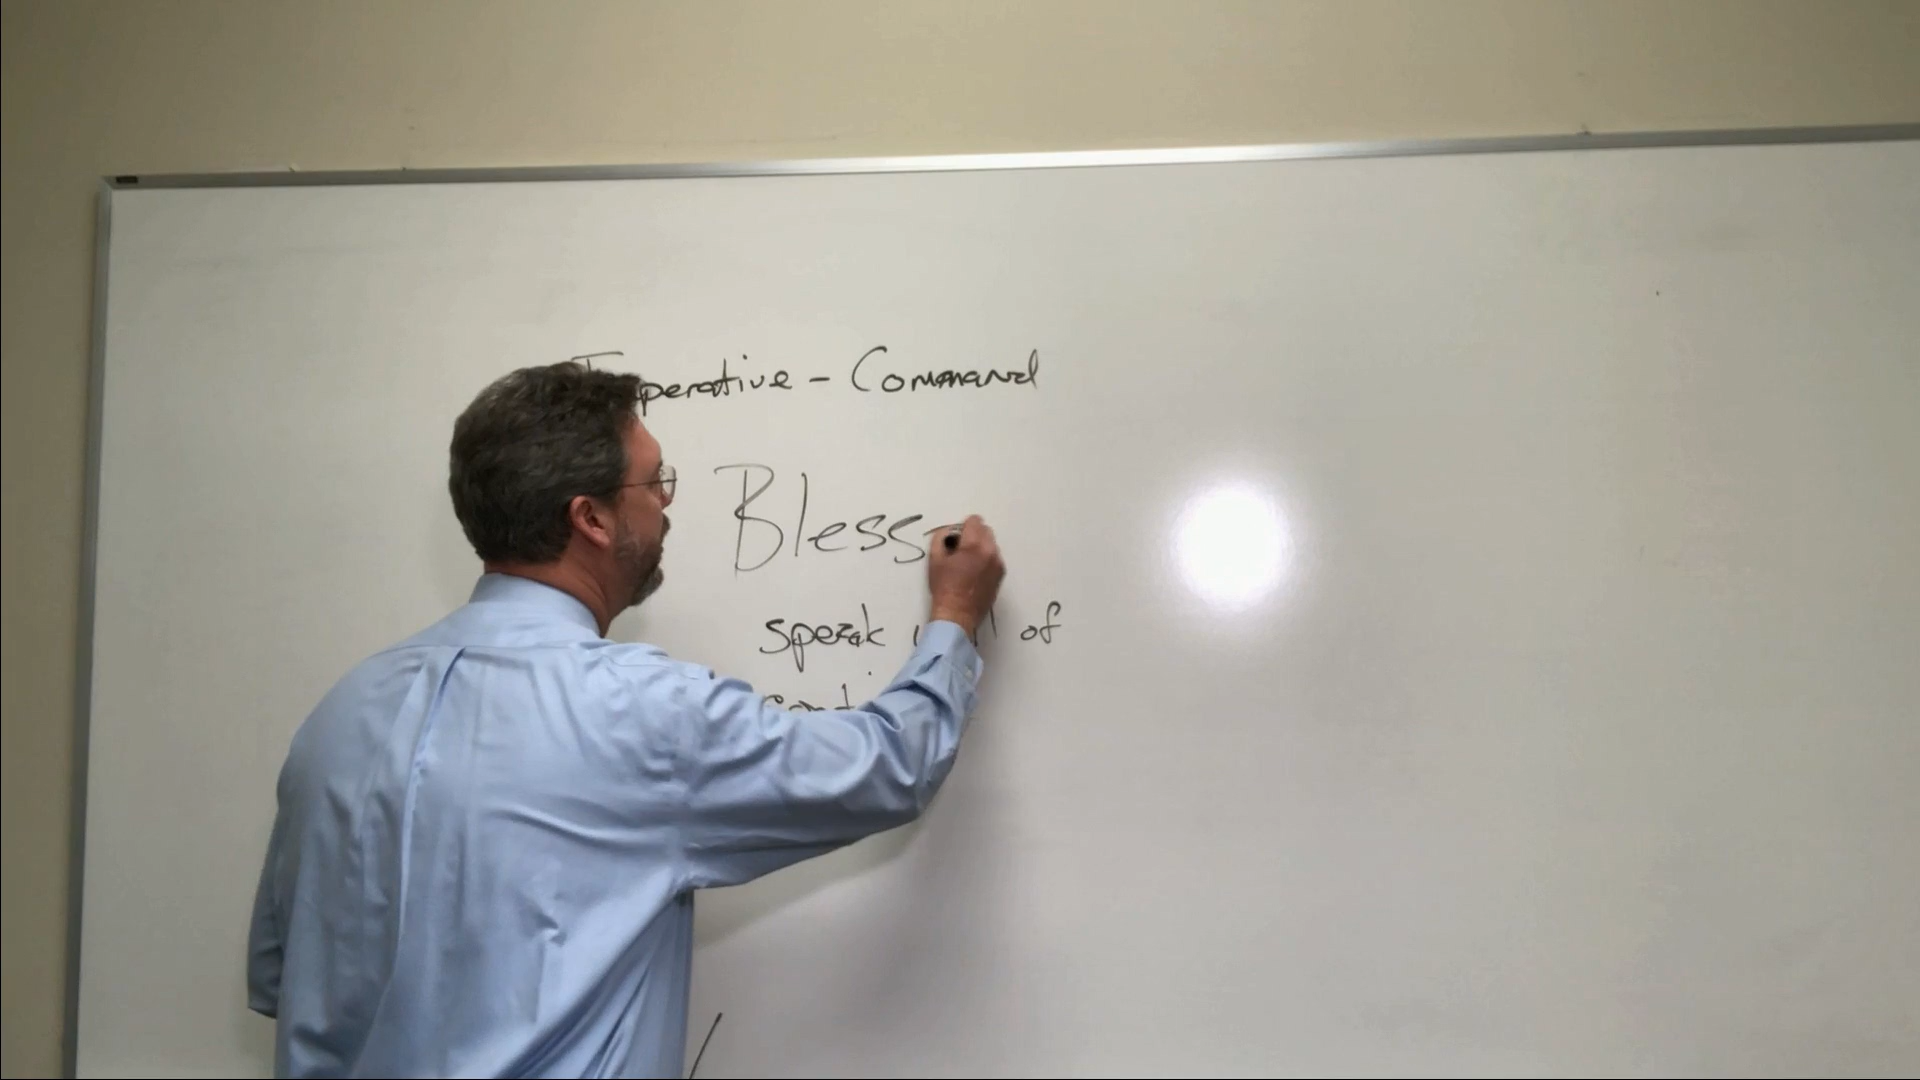 Imperative - Command
Bless
speak well of